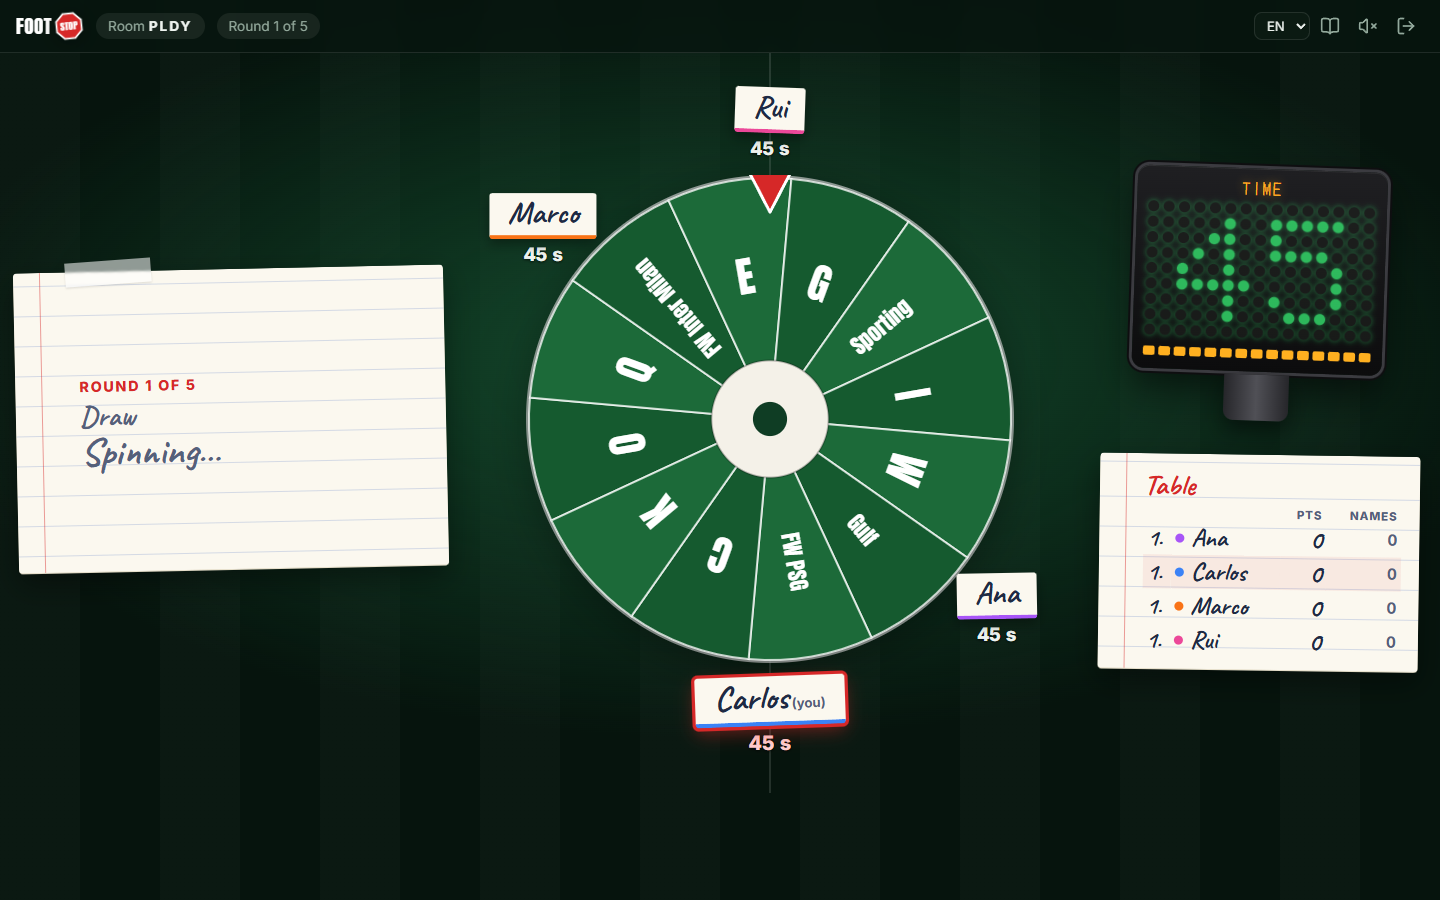 FOOT STOP
Room PLDY
Round 1 of 5
EN
Rui
45 s
Marco
45 s
TIME
45
ROUND 1 OF 5
Draw
Spinning...
E
G
Sporting
I
M
Gulf
FW PSG
C
K
O
Q
FW Inter Milan
Ana
45 s
Carlos (you)
45 s
Table
PTS NAMES
1. Ana 0 0
1. Carlos 0 0
1. Marco 0 0
1. Rui 0 0